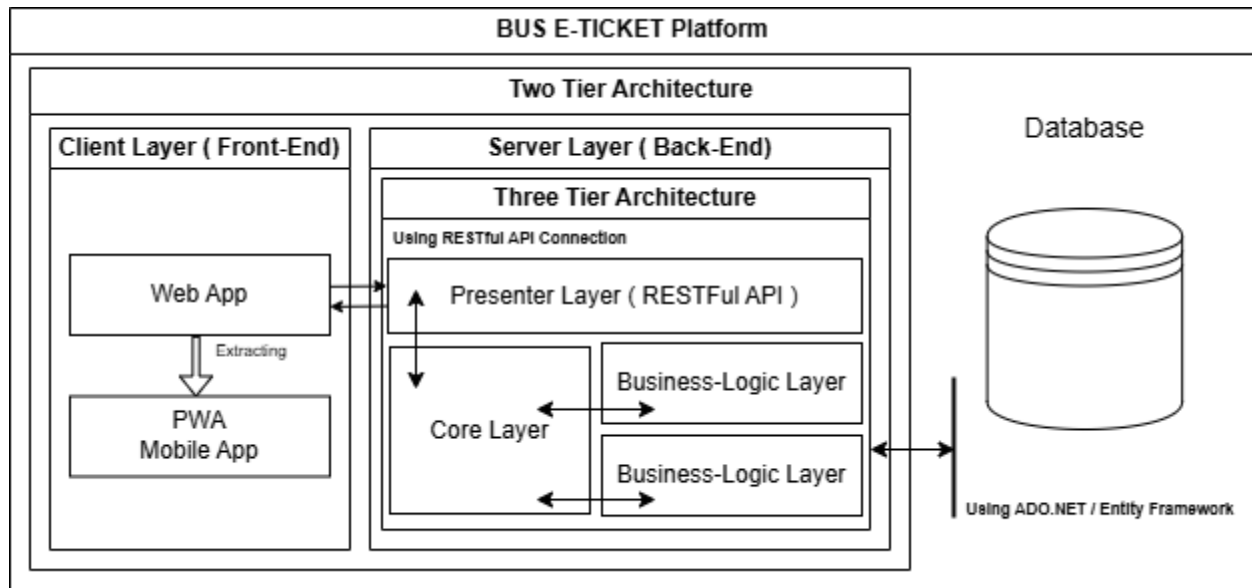 BUS E-TICKET Platform
Two Tier Architecture
Client Layer ( Front-End)
Server Layer ( Back-End)
Database
Three Tier Architecture
Using RESTful API Connection
Web App
Presenter Layer ( RESTFul API )
Extracting
PWA
Mobile App
Core Layer
Business-Logic Layer
Business-Logic Layer
Using ADO.NET / Entity Framework